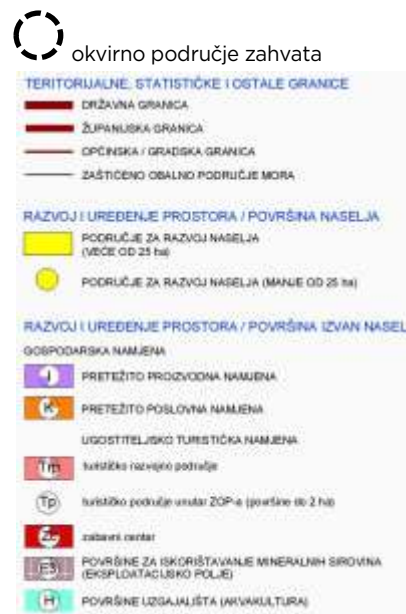 okvirno područje zahvata
TERITORIJALNE, STATISTIČKE I OSTALE GRANICE
DRŽAVNA GRANICA
ŽUPANIJSKA GRANICA
OPĆINSKA / GRADSKA GRANICA
ZAŠTIĆENO OBALNO PODRUČJE MORA
RAZVOJ I UREĐENJE PROSTORA / POVRŠINA NASELJA
PODRUČJE ZA RAZVOJ NASELJA
(VEĆE OD 25 ha)
PODRUČJE ZA RAZVOJ NASELJA (MANJE OD 25 ha)
RAZVOJ I UREĐENJE PROSTORA / POVRŠINA IZVAN NASEL
GOSPODARSKA NAMJENA
I PRETEŽITO PROIZVODNA NAMJENA
K PRETEŽITO POSLOVNA NAMJENA
UGOSTITELJSKO TURISTIČKA NAMJENA
Tm turističko razvojno područje
Tp turističko područje unutar ZOP-a (površine do 2 ha)
zabavni centar
E3 POVRŠINE ZA ISKORIŠTAVANJE MINERALNIH SIROVINA
(EKSPLOATACIJSKO POLJE)
H POVRŠINE UZGAJALIŠTA (AKVAKULTURA)